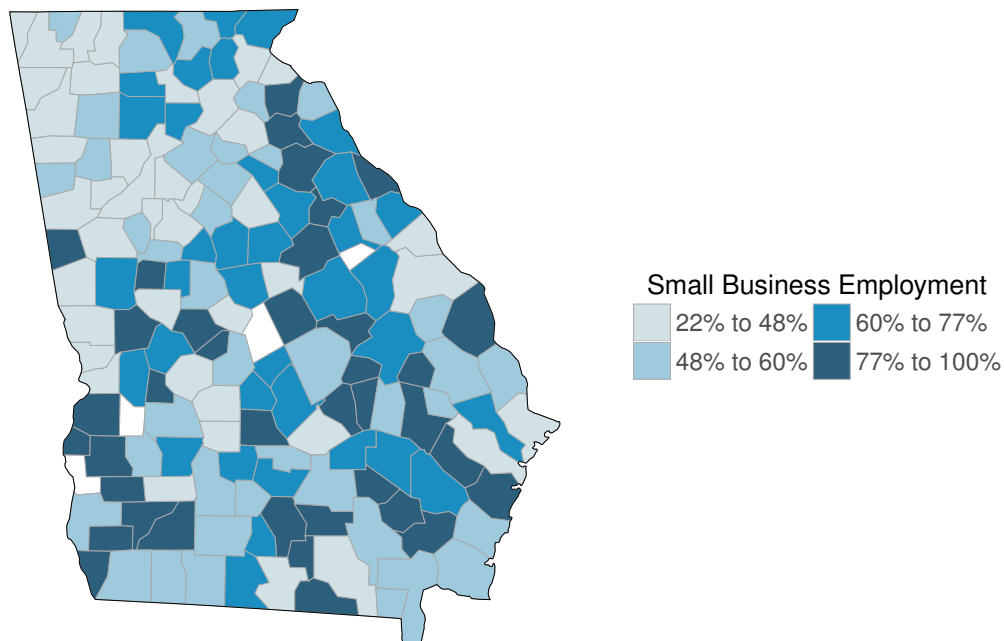 Small Business Employment
22% to 48% 60% to 77%
48% to 60% 77% to 100%